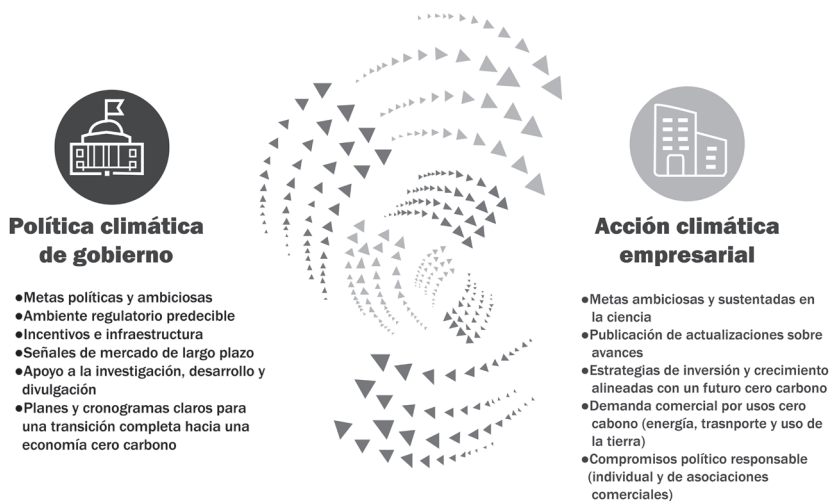 Política climática
de gobierno
●Metas políticas y ambiciosas
●Ambiente regulatorio predecible
●Incentivos e infraestructura
●Señales de mercado de largo plazo
●Apoyo a la investigación, desarrollo y
divulgación
●Planes y cronogramas claros para
una transición completa hacia una
economía cero carbono
Acción climática
empresarial
●Metas ambiciosas y sustentadas en
la ciencia
●Publicación de actualizaciones sobre
avances
●Estrategias de inversión y crecimiento
alineadas con un futuro cero carbono
●Demanda comercial por usos cero
cabono (energía, trasnporte y uso de
la tierra)
●Compromisos político responsable
(individual y de asociaciones
comerciales)